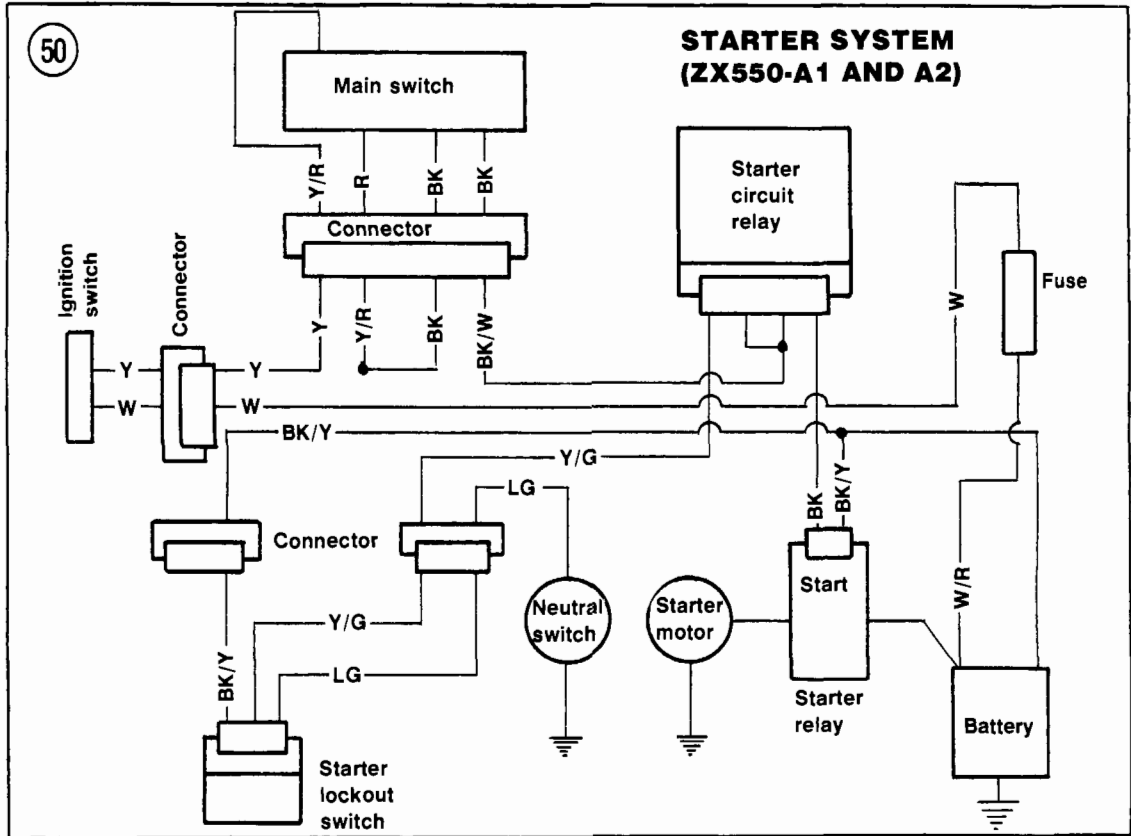 50
STARTER SYSTEM
(ZX550-A1 AND A2)
Main switch
Y/R
R
BK
BK
Connector
Starter
circuit
relay
Fuse
W
Ignition
switch
Connector
Y
Y/R
BK
BK/W
Y
Y
W
W
BK/Y
Y/G
LG
BK
BK/Y
Connector
Start
W/R
Neutral
switch
Starter
motor
Y/G
BK/Y
LG
Starter
relay
Battery
Starter
lockout
switch